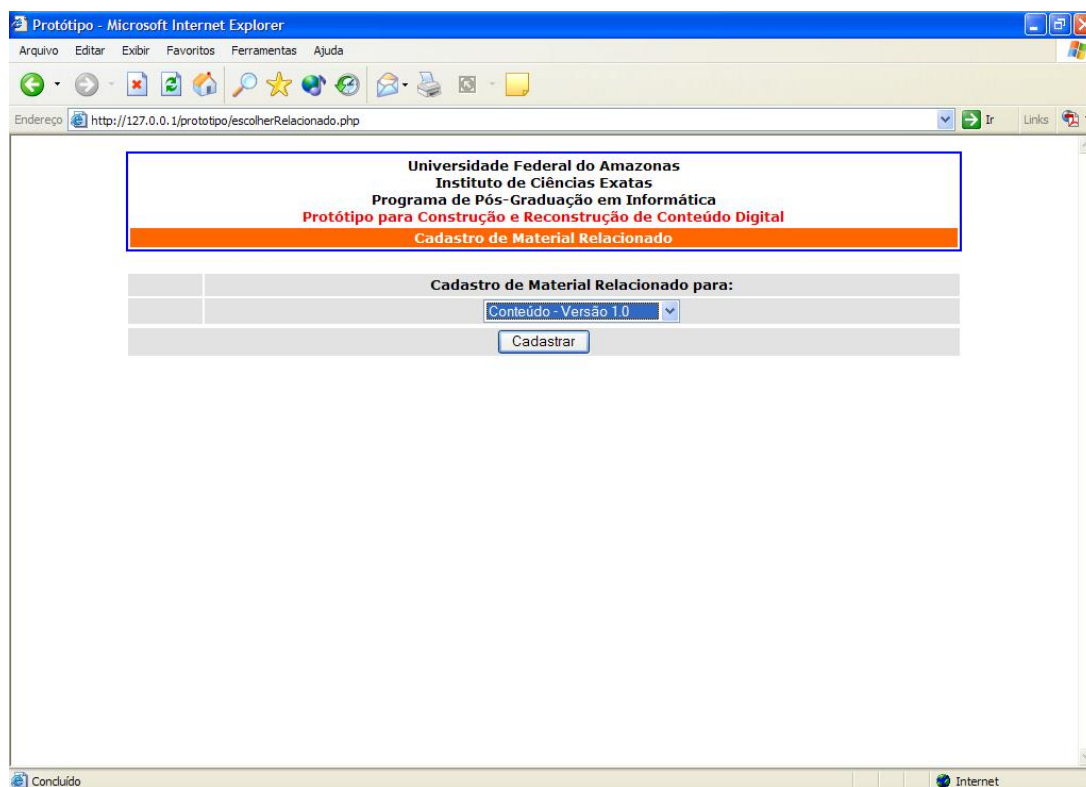 Protótipo - Microsoft Internet Explorer
Arquivo Editar Exibir Favoritos Ferramentas Ajuda
Endereço http://127.0.0.1/prototipo/escolherRelacionado.php Ir Links
Universidade Federal do Amazonas
Instituto de Ciências Exatas
Programa de Pós-Graduação em Informática
Protótipo para Construção e Reconstrução de Conteúdo Digital
Cadastro de Material Relacionado
Cadastro de Material Relacionado para:
Conteúdo - Versão 1.0
Cadastrar
Concluído Internet